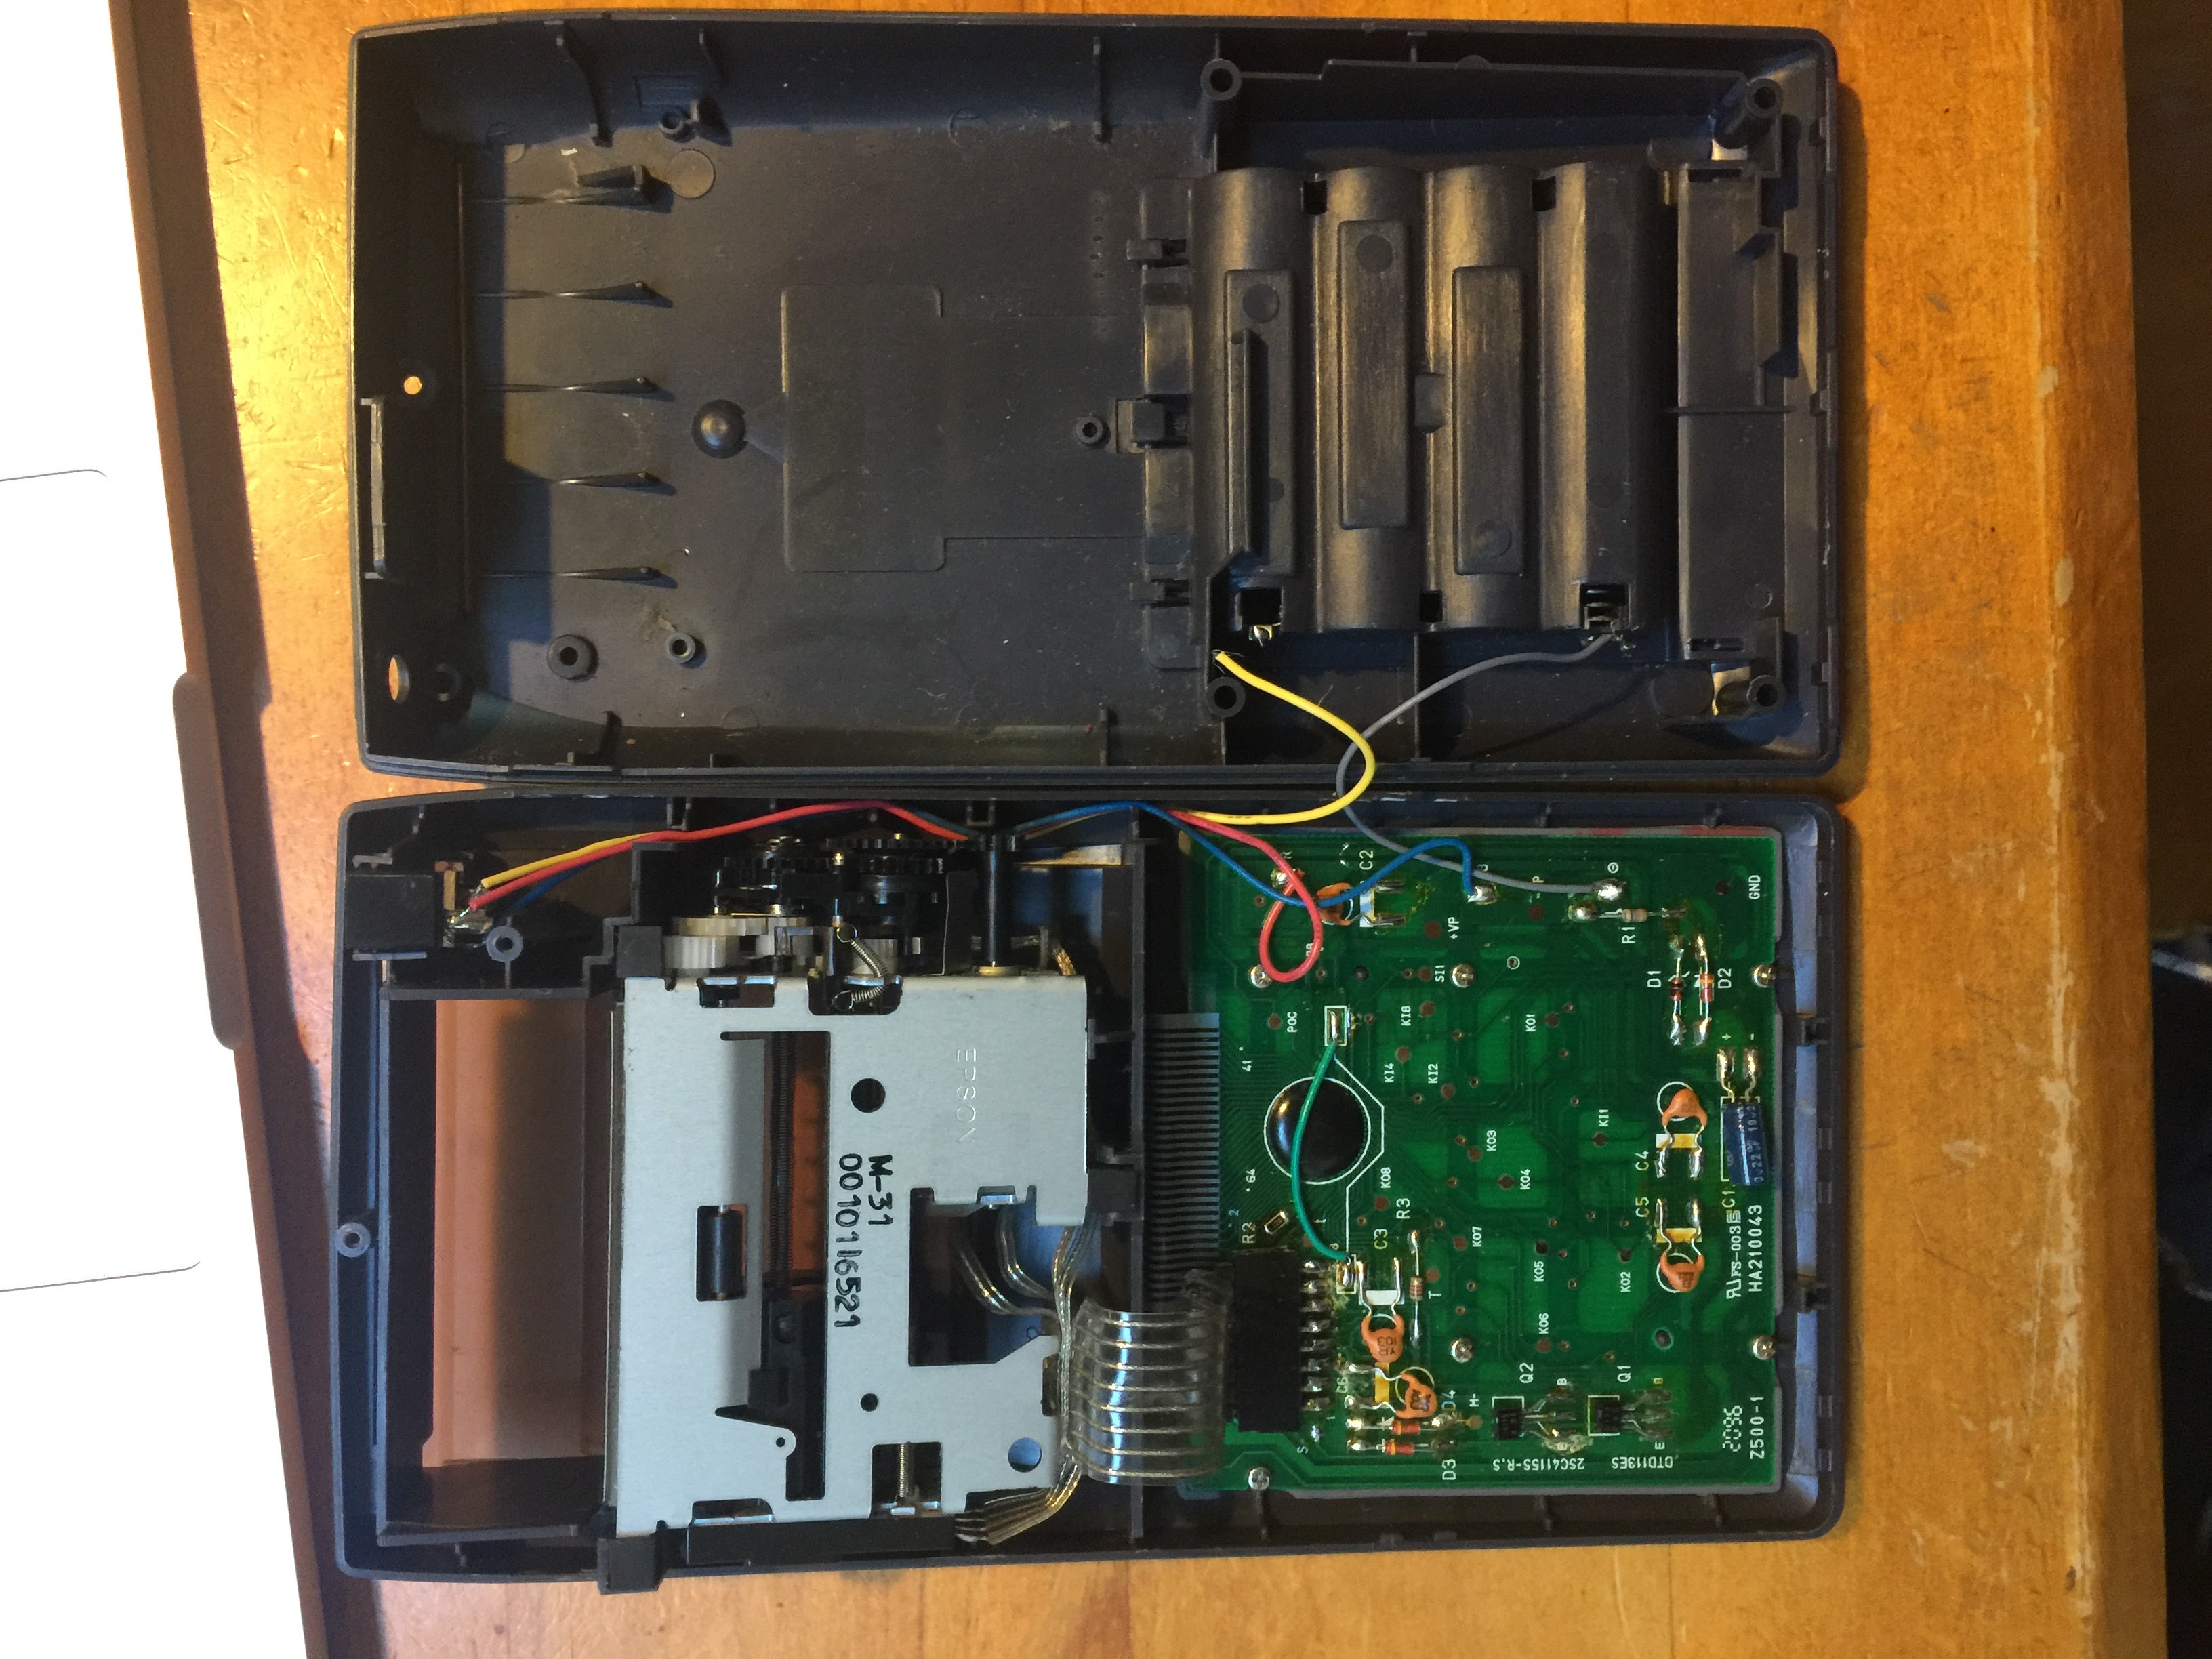 M-31
0010116521
EPSON
R2
2
64
41
POC
C6
C3
R3
K08
T
KI4
KI8
KI2
SI1
+VP
C2
D3
D4
M-
K07
K03
K04
K05
K06
K01
KI1
K02
2SC4115S-R.S
Q2
B
DTD113ES
Q1
E
B
R1
C5
C4
D1
D2
C1
+
-
2096
Z500-1
FS-003
HA210043
GND